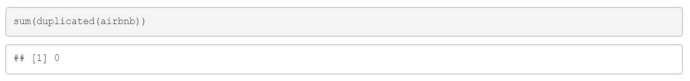 sum(duplicated(airbnb))
## [1] 0